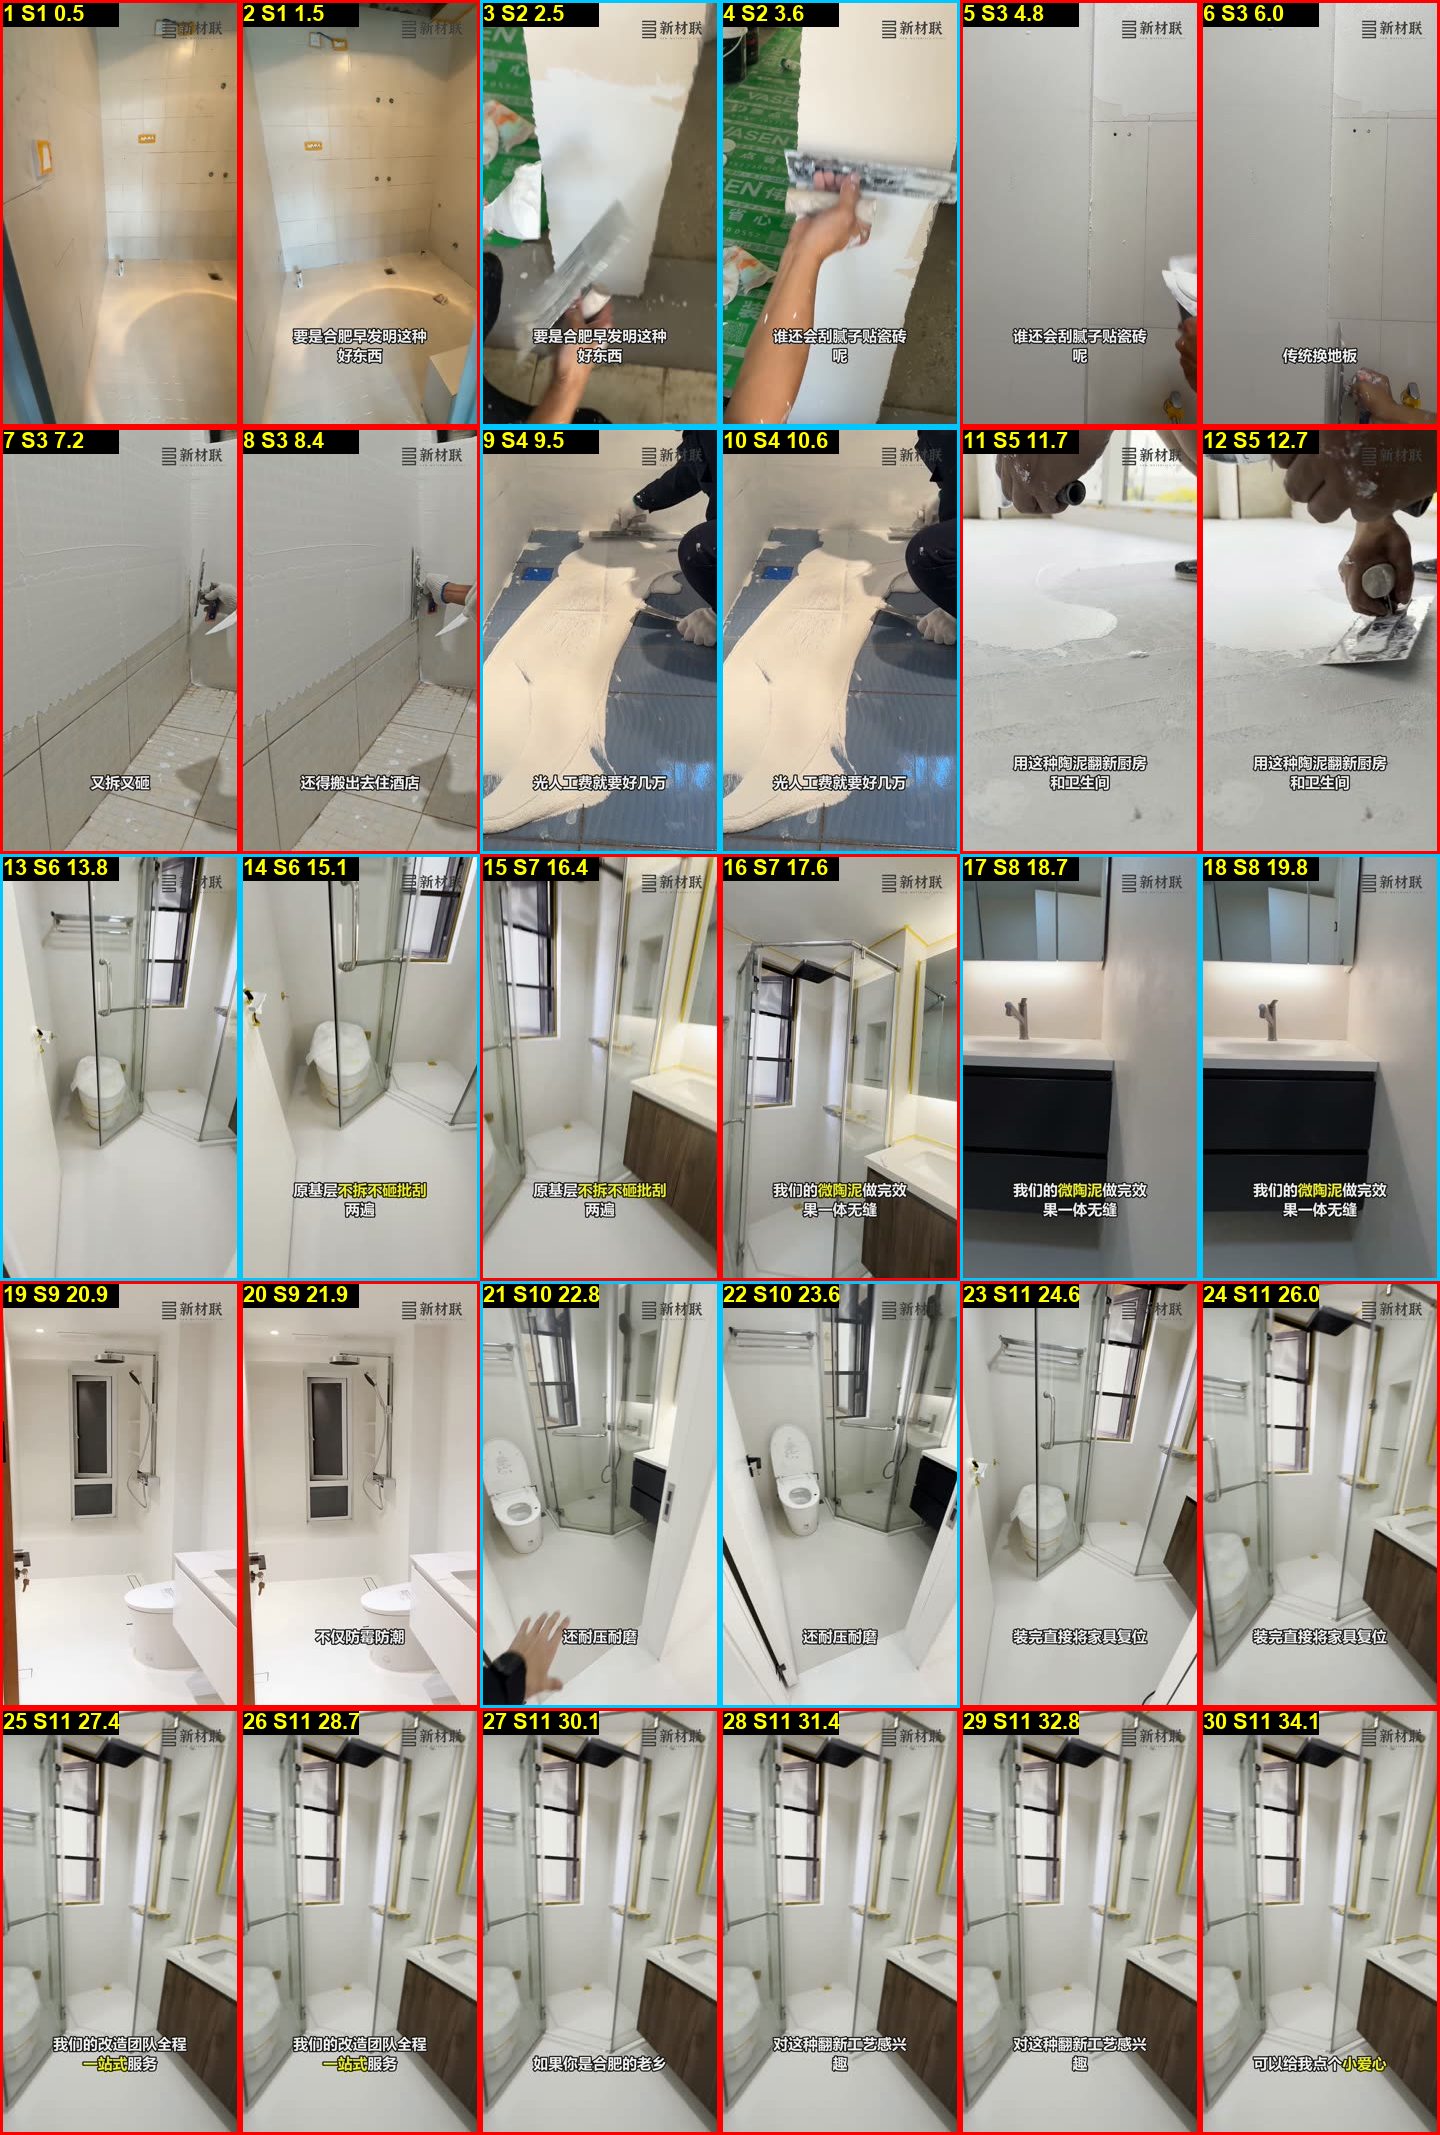 1 S1 0.5
新材联
2 S1 1.5
新材联
要是合肥早发明这种
好东西
3 S2 2.5
新材联
要是合肥早发明这种
好东西
4 S2 3.6
新材联
谁还会刮腻子贴瓷砖
呢
5 S3 4.8
新材联
谁还会刮腻子贴瓷砖
呢
6 S3 6.0
新材联
传统换地板
7 S3 7.2
新材联
又拆又砸
8 S3 8.4
新材联
还得搬出去住酒店
9 S4 9.5
新材联
光人工费就要好几万
10 S4 10.6
新材联
光人工费就要好几万
11 S5 11.7
新材联
用这种陶泥翻新厨房
和卫生间
12 S5 12.7
新材联
用这种陶泥翻新厨房
和卫生间
13 S6 13.8
新材联
14 S6 15.1
新材联
原基层不拆不砸批刮
两遍
15 S7 16.4
新材联
原基层不拆不砸批刮
两遍
16 S7 17.6
新材联
我们的微陶泥做完效
果一体无缝
17 S8 18.7
新材联
我们的微陶泥做完效
果一体无缝
18 S8 19.8
新材联
我们的微陶泥做完效
果一体无缝
19 S9 20.9
新材联
20 S9 21.9
新材联
不仅防霉防潮
21 S10 22.8
新材联
还耐压耐磨
22 S10 23.6
新材联
还耐压耐磨
23 S11 24.6
新材联
装完直接将家具复位
24 S11 26.0
新材联
装完直接将家具复位
25 S11 27.4
新材联
我们的改造团队全程
一站式服务
26 S11 28.7
新材联
我们的改造团队全程
一站式服务
27 S11 30.1
新材联
如果你是合肥的老乡
28 S11 31.4
新材联
对这种翻新工艺感兴
趣
29 S11 32.8
新材联
对这种翻新工艺感兴
趣
30 S11 34.1
新材联
可以给我点个小爱心